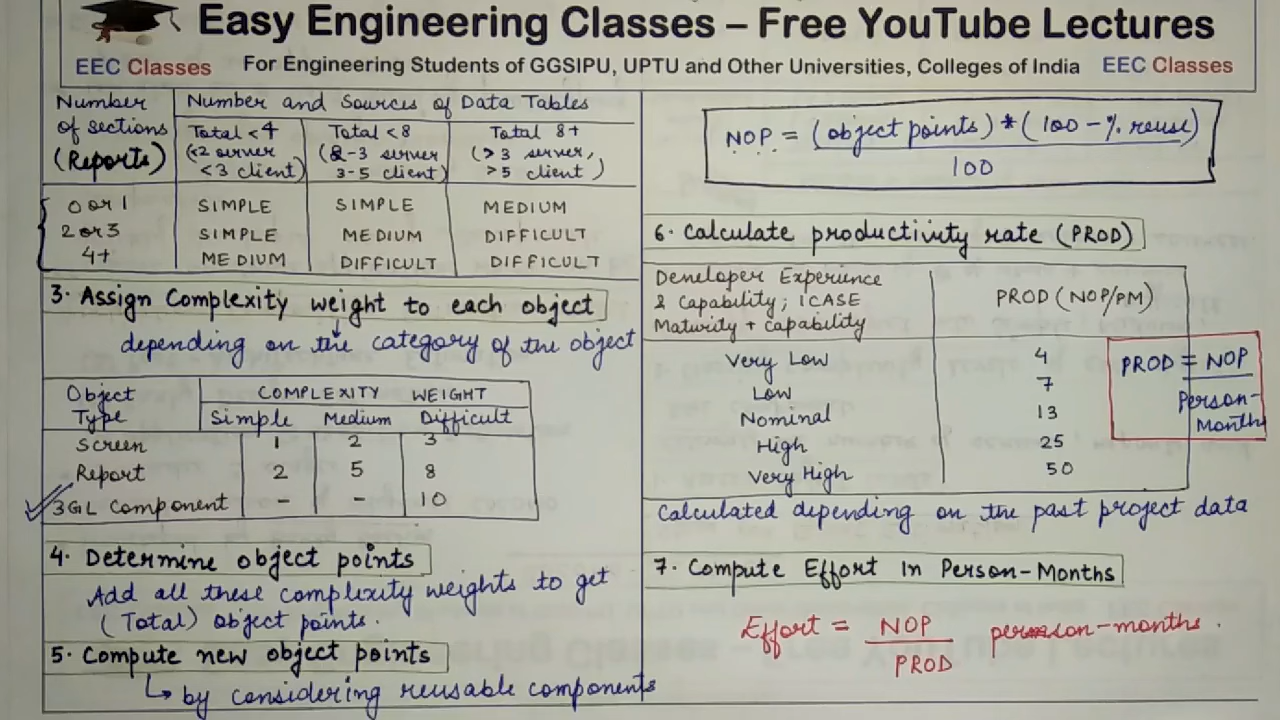 Easy Engineering Classes – Free YouTube Lectures
EEC Classes For Engineering Students of GGSIPU, UPTU and Other Universities, Colleges of India EEC Classes
Number of sections (Reports) Number and Sources of Data Tables
Total <4 Total <8 Total 8+
(<2 server (2-3 server (>3 server,
<3 client) 3-5 client) >5 client)
0 or 1 SIMPLE SIMPLE MEDIUM
2 or 3 SIMPLE MEDIUM DIFFICULT
4+ MEDIUM DIFFICULT DIFFICULT
3. Assign Complexity weight to each object
depending on the category of the object
Object Type COMPLEXITY WEIGHT
Simple Medium Difficult
Screen 1 2 3
Report 2 5 8
3GL Component - - 10
4. Determine object points
Add all these complexity weights to get
(Total) object points.
5. Compute new object points
↳ by considering reusable components
NOP = (object points) * (100 - % reuse)
100
6. Calculate productivity rate (PROD)
Developer Experience
& Capability; ICASE
Maturity + capability
PROD (NOP/PM)
Very Low 4
Low 7
Nominal 13
High 25
Very High 50
PROD = NOP
Person-
Months
Calculated depending on the past project data
7. Compute Effort In Person-Months
Effort = NOP person-months.
PROD